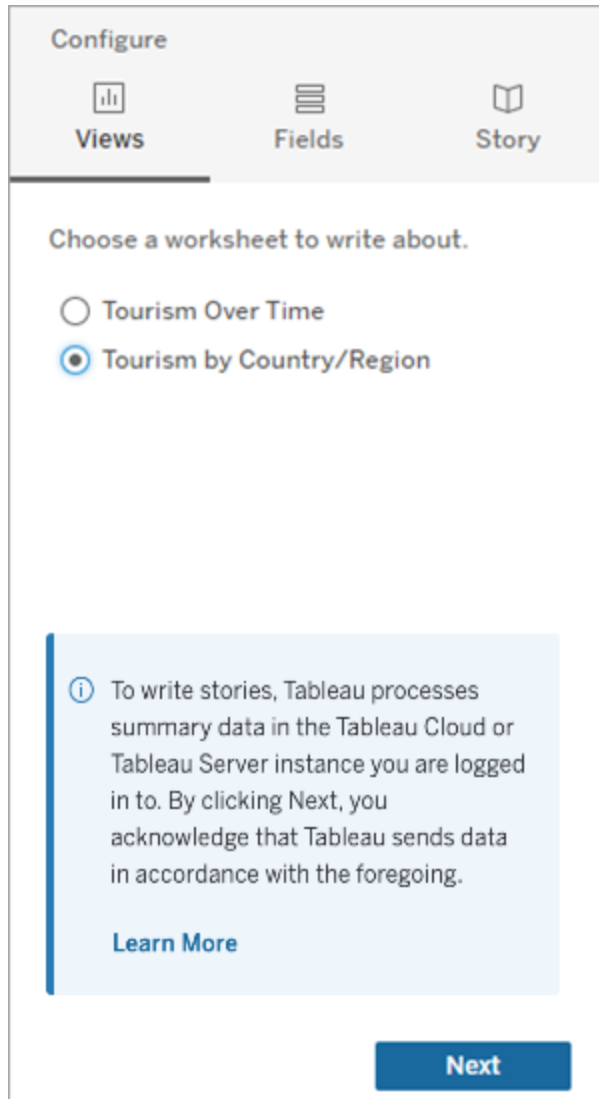 Configure
Views
Fields
Story
Choose a worksheet to write about.
Tourism Over Time
Tourism by Country/Region
To write stories, Tableau processes
summary data in the Tableau Cloud or
Tableau Server instance you are logged
in to. By clicking Next, you
acknowledge that Tableau sends data
in accordance with the foregoing.
Learn More
Next